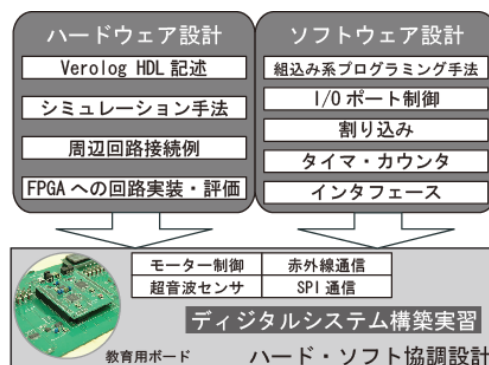 ハードウェア設計
Verolog HDL 記述
シミュレーション手法
周辺回路接続例
FPGA への回路実装・評価
ソフトウェア設計
組込み系プログラミング手法
I/O ポート制御
割り込み
タイマ・カウンタ
インタフェース
モーター制御
赤外線通信
超音波センサ
SPI 通信
ディジタルシステム構築実習
教育用ボード
ハード・ソフト協調設計